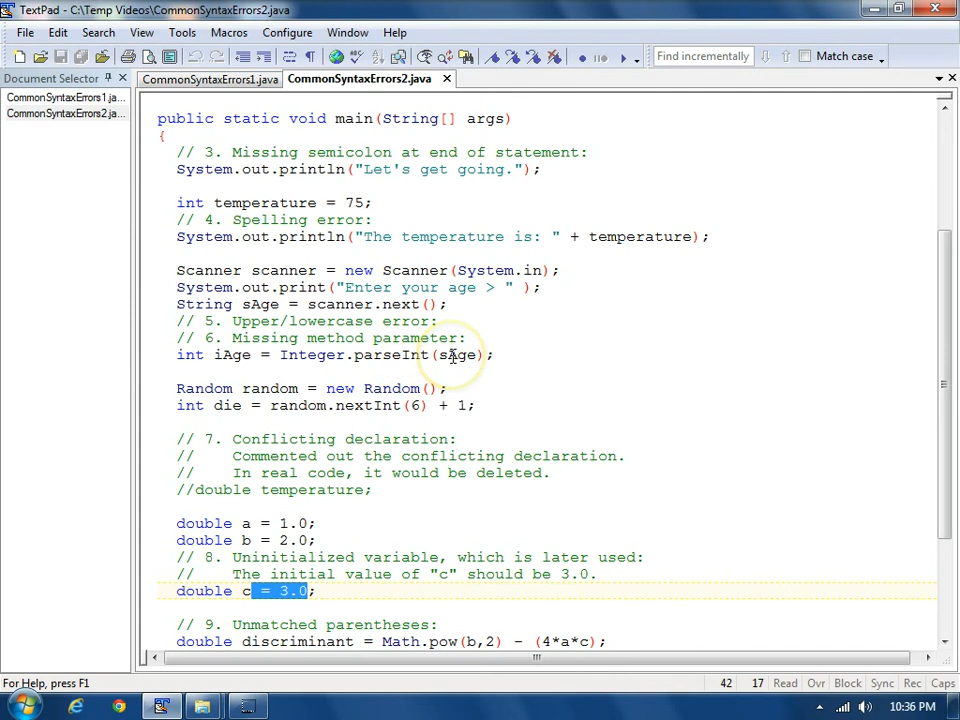 TextPad - C:\Temp Videos\CommonSyntaxErrors2.java
File Edit Search View Tools Macros Configure Window Help
Find incrementally Match case
Document Selector
CommonSyntaxErrors1.java CommonSyntaxErrors2.java
CommonSyntaxErrors1.ja...
CommonSyntaxErrors2.ja...
public static void main(String[] args)
{
// 3. Missing semicolon at end of statement:
System.out.println("Let's get going.");
int temperature = 75;
// 4. Spelling error:
System.out.println("The temperature is: " + temperature);
Scanner scanner = new Scanner(System.in);
System.out.print("Enter your age > " );
String sAge = scanner.next();
// 5. Upper/lowercase error:
// 6. Missing method parameter:
int iAge = Integer.parseInt(sAge);
Random random = new Random();
int die = random.nextInt(6) + 1;
// 7. Conflicting declaration:
// Commented out the conflicting declaration.
// In real code, it would be deleted.
//double temperature;
double a = 1.0;
double b = 2.0;
// 8. Uninitialized variable, which is later used:
// The initial value of "c" should be 3.0.
double c = 3.0;
// 9. Unmatched parentheses:
double discriminant = Math.pow(b,2) - (4*a*c);
For Help, press F1 42 17 Read Ovr Block Sync Rec Caps
10:36 PM